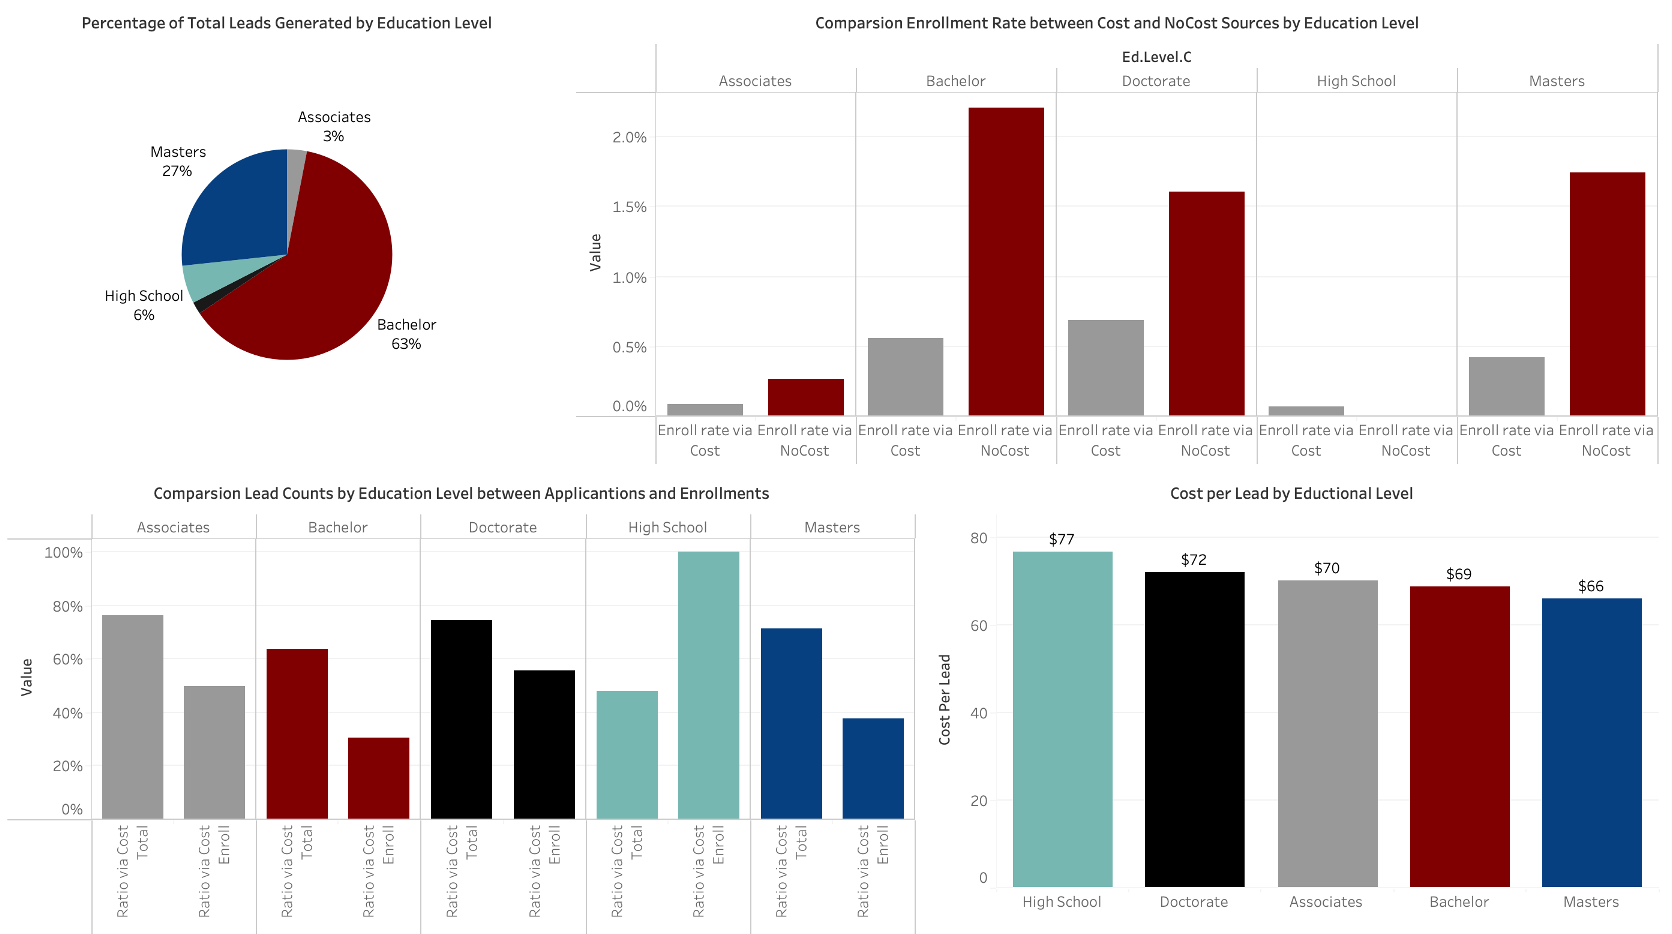 Percentage of Total Leads Generated by Education Level
Associates
3%
Masters
27%
High School
6%
Bachelor
63%
Comparsion Enrollment Rate between Cost and NoCost Sources by Education Level
Ed.Level.C
Associates Bachelor Doctorate High School Masters
2.0%
1.5%
1.0%
0.5%
0.0%
Value
Enroll rate via Enroll rate via Enroll rate via Enroll rate via Enroll rate via Enroll rate via Enroll rate via Enroll rate via Enroll rate via Enroll rate via
Cost NoCost Cost NoCost Cost NoCost Cost NoCost Cost NoCost
Comparsion Lead Counts by Education Level between Applicantions and Enrollments
Associates Bachelor Doctorate High School Masters
100%
80%
60%
40%
20%
0%
Value
Ratio via Cost
Total
Ratio via Cost
Enroll
Ratio via Cost
Total
Ratio via Cost
Enroll
Ratio via Cost
Total
Ratio via Cost
Enroll
Ratio via Cost
Total
Ratio via Cost
Enroll
Ratio via Cost
Total
Ratio via Cost
Enroll
Cost per Lead by Eductional Level
80
60
40
20
0
Cost Per Lead
$77
$72
$70
$69
$66
High School Doctorate Associates Bachelor Masters